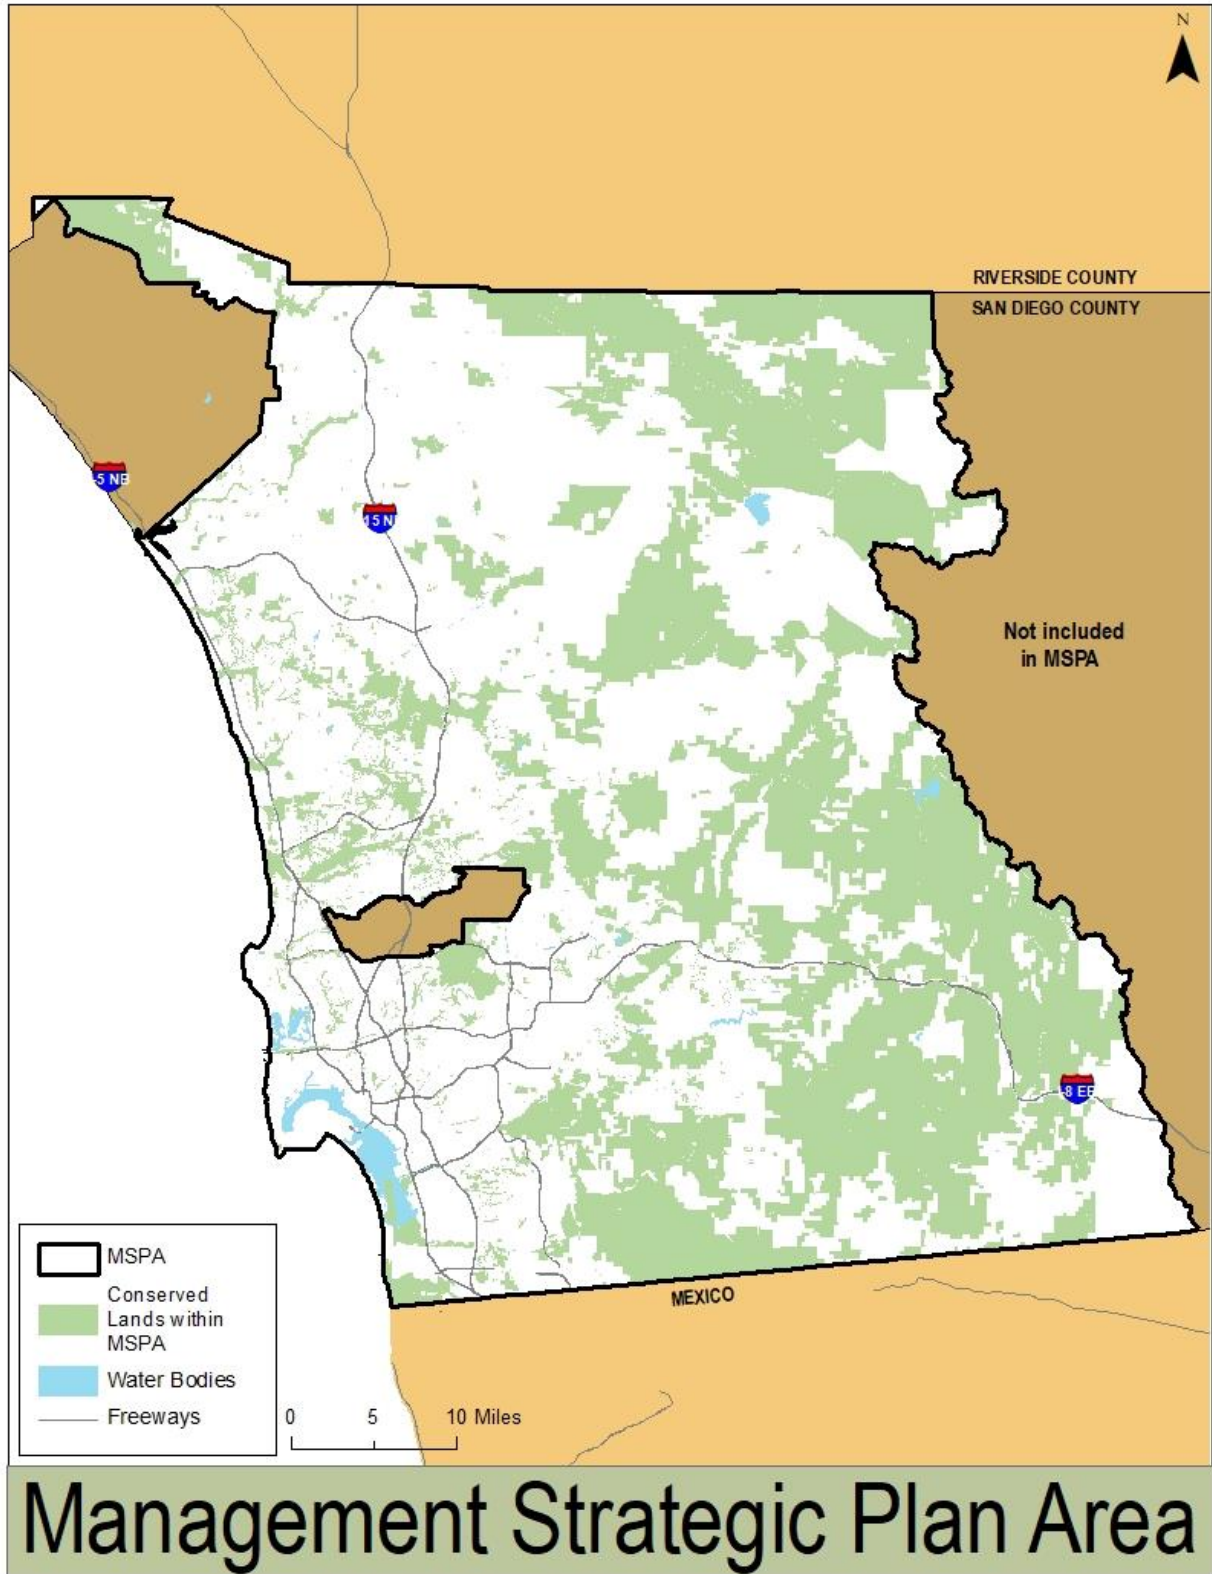 N
RIVERSIDE COUNTY
SAN DIEGO COUNTY
-5 NB
15 N
Not included
in MSPA
-8 EB
MEXICO
MSPA
Conserved
Lands within
MSPA
Water Bodies
Freeways
0 5 10 Miles
Management Strategic Plan Area